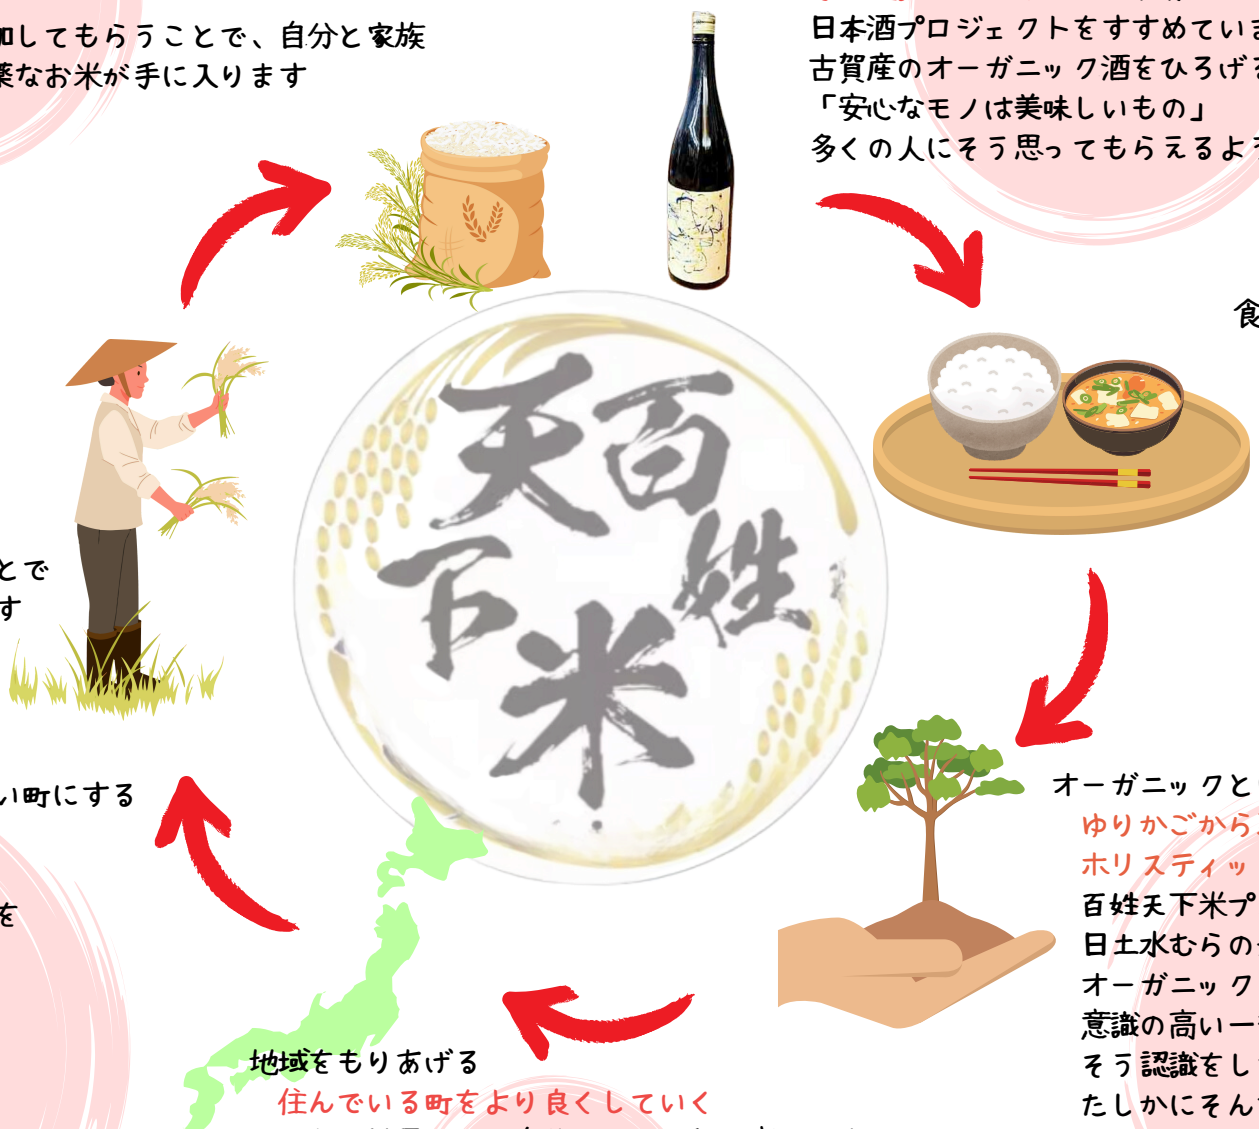 加してもらうことで、自分と家族
薬なお米が手に入ります
日本酒プロジェクトをすすめていま
古賀産のオーガニック酒をひろげ
「安心なモノは美味しいもの」
多くの人にそう思ってもらえるよう
食
百姓
天下
米
とで
す
い町にする
を
オーガニックと
ゆりかごから
ホリスティッ
百姓天下米プ
日土水むらの
オーガニック
意識の高い一
そう認識をし
たしかにそん
地域をもりあげる
住んでいる町をより良くしていく